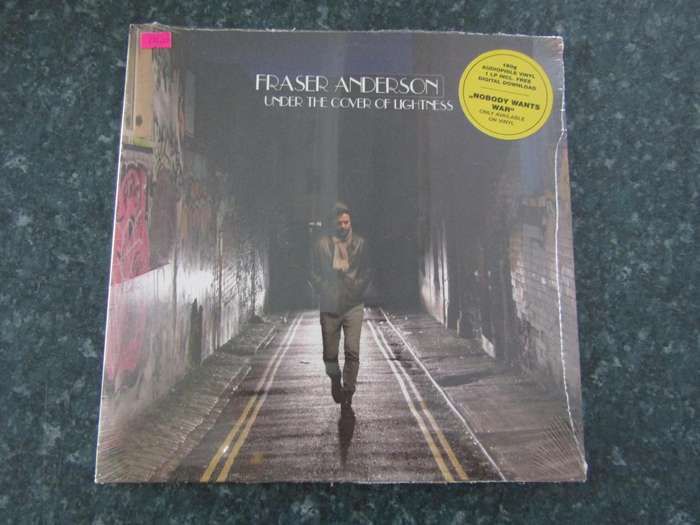 FRASER ANDERSON
UNDER THE COVER OF LIGHTNESS
180g
AUDIOPHILE VINYL
1 LP INCL. FREE
DIGITAL DOWNLOAD
„NOBODY WANTS
WAR“
ONLY AVAILABLE
ON VINYL